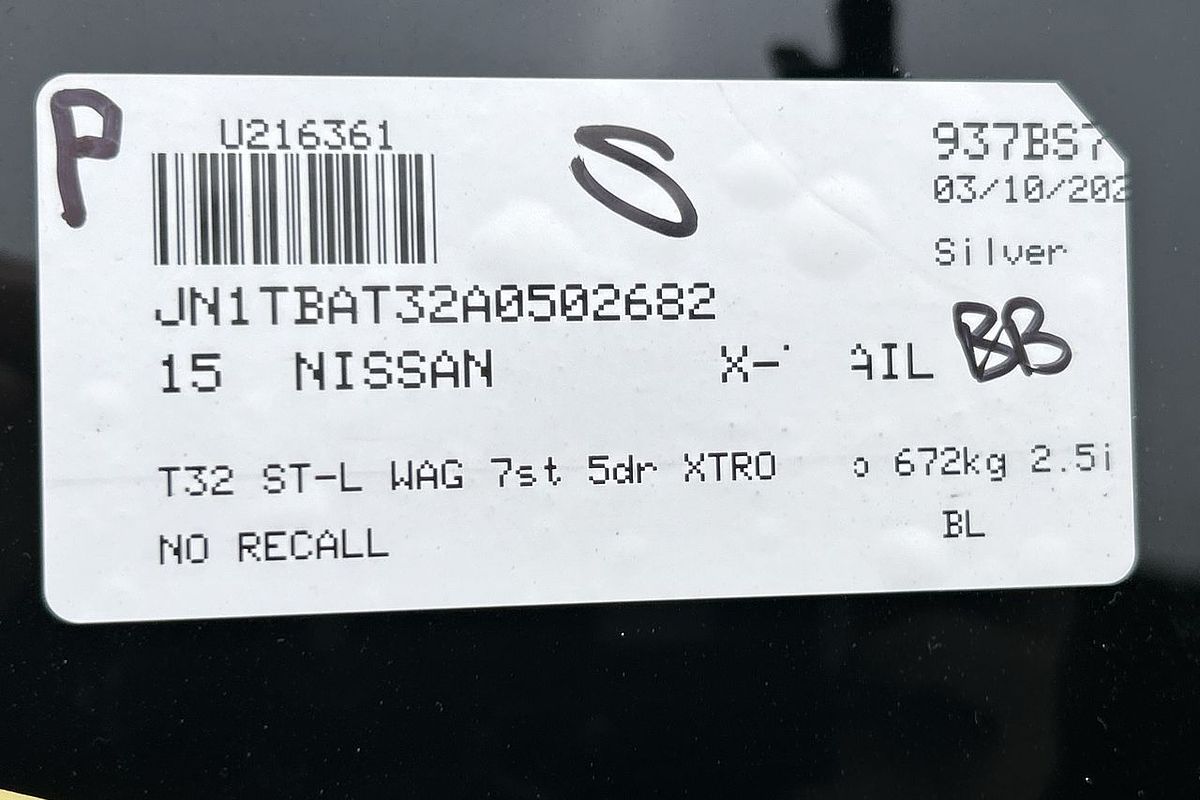 P
U216361
S
937BS7
03/10/202
Silver
JN1TBAT32A0502682
15 NISSAN X- AIL BB
T32 ST-L WAG 7st 5dr XTRO o 672kg 2.5i
NO RECALL BL